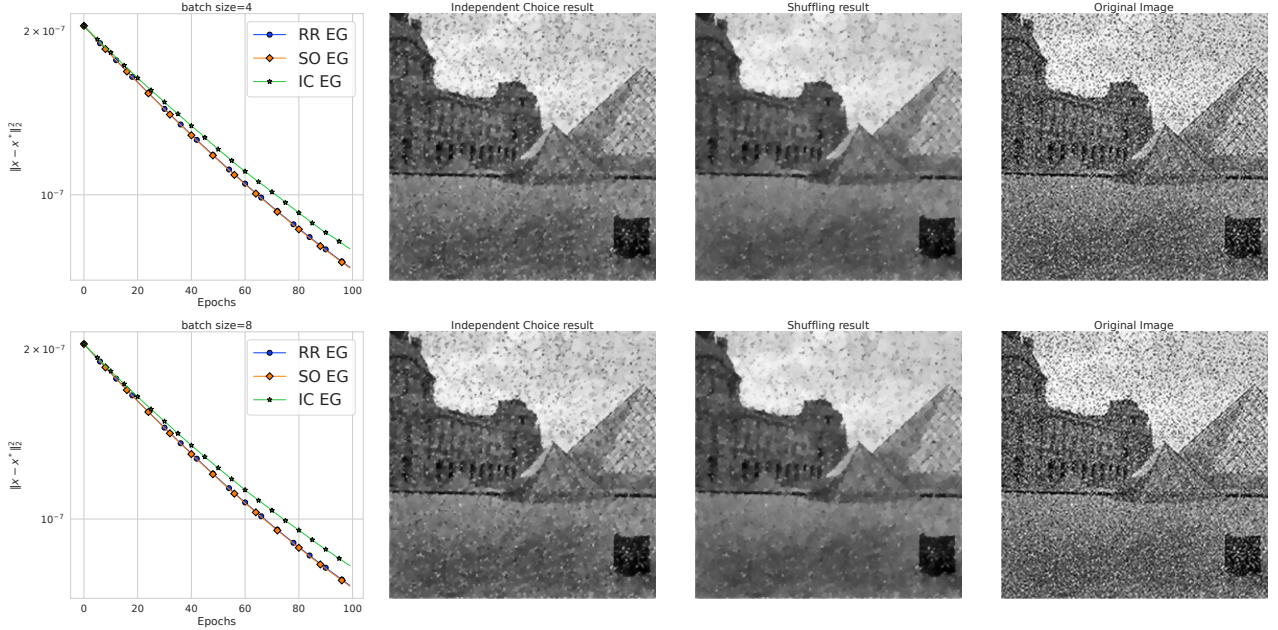 batch size=4
Independent Choice result
Shuffling result
Original Image
2 × 10⁻⁷
10⁻⁷
‖x − x*‖₂²
RR EG
SO EG
IC EG
0 20 40 60 80 100
Epochs
batch size=8
Independent Choice result
Shuffling result
Original Image
2 × 10⁻⁷
10⁻⁷
‖x − x*‖₂²
RR EG
SO EG
IC EG
0 20 40 60 80 100
Epochs